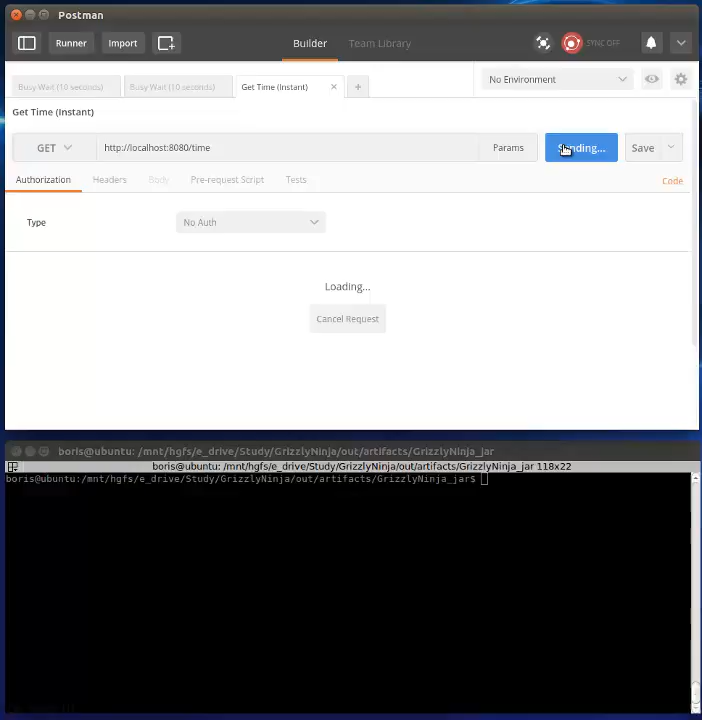 Postman
Runner
Import
Builder
Team Library
SYNC OFF
Busy Wait (10 seconds)
Busy Wait (10 seconds)
Get Time (Instant)
No Environment
Get Time (Instant)
GET
http://localhost:8080/time
Params
Sending...
Save
Authorization
Headers
Body
Pre-request Script
Tests
Code
Type
No Auth
Loading...
Cancel Request
boris@ubuntu: /mnt/hgfs/e_drive/Study/GrizzlyNinja/out/artifacts/GrizzlyNinja_jar
boris@ubuntu: /mnt/hgfs/e_drive/Study/GrizzlyNinja/out/artifacts/GrizzlyNinja_jar 118x22
boris@ubuntu:/mnt/hgfs/e_drive/Study/GrizzlyNinja/out/artifacts/GrizzlyNinja_jar$